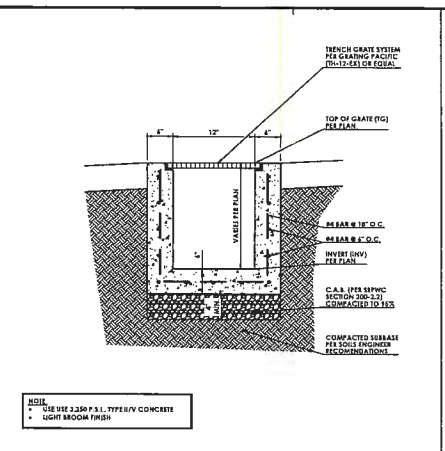 TRENCH GRATE SYSTEM
PER GRATING PACIFIC
(TH-12-EX) OR EQUAL
TOP OF GRATE (TG)
PER PLAN
6"
12"
6"
VARIES PER PLAN
#4 BAR @ 18" O.C.
#4 BAR @ 6" O.C.
INVERT (INV)
PER PLAN
6"
C.A.B. (PER SSPWC
SECTION 200-2.2)
COMPACTED TO 95%
MIN
COMPACTED SUBBASE
PER SOILS ENGINEER
RECOMENDATIONS
NOTE
• USE USE 3,250 P.S.I., TYPE II/V CONCRETE
• LIGHT BROOM FINISH